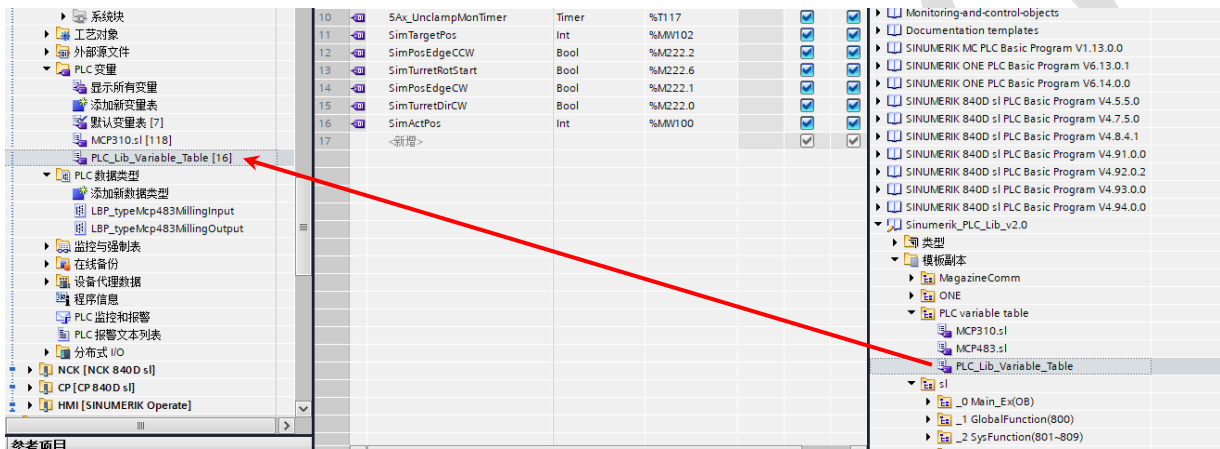 系统块
工艺对象
外部源文件
PLC 变量
显示所有变量
添加新变量表
默认变量表 [7]
MCP310.sl [118]
PLC_Lib_Variable_Table [16]
PLC 数据类型
添加新数据类型
LBP_typeMcp483MillingInput
LBP_typeMcp483MillingOutput
监控与强制表
在线备份
设备代理数据
程序信息
PLC 监控和报警
PLC 报警文本列表
分布式 I/O
NCK [NCK 840D sl]
CP [CP 840D sl]
HMI [SINUMERIK Operate]
参考项目
10 5Ax_UnclampMonTimer Timer %T117
11 SimTargetPos Int %MW102
12 SimPosEdgeCCW Bool %M222.2
13 SimTurretRotStart Bool %M222.6
14 SimPosEdgeCW Bool %M222.1
15 SimTurretDirCW Bool %M222.0
16 SimActPos Int %MW100
17 <新增>
Monitoring-and-control-objects
Documentation templates
SINUMERIK MC PLC Basic Program V1.13.0.0
SINUMERIK ONE PLC Basic Program V6.13.0.1
SINUMERIK ONE PLC Basic Program V6.14.0.0
SINUMERIK 840D sl PLC Basic Program V4.5.5.0
SINUMERIK 840D sl PLC Basic Program V4.7.5.0
SINUMERIK 840D sl PLC Basic Program V4.8.4.1
SINUMERIK 840D sl PLC Basic Program V4.91.0.0
SINUMERIK 840D sl PLC Basic Program V4.92.0.2
SINUMERIK 840D sl PLC Basic Program V4.93.0.0
SINUMERIK 840D sl PLC Basic Program V4.94.0.0
Sinumerik_PLC_Lib_v2.0
类型
模板副本
MagazineComm
ONE
PLC variable table
MCP310.sl
MCP483.sl
PLC_Lib_Variable_Table
sl
_0 Main_Ex(OB)
_1 GlobalFunction(800)
_2 SysFunction(801~809)